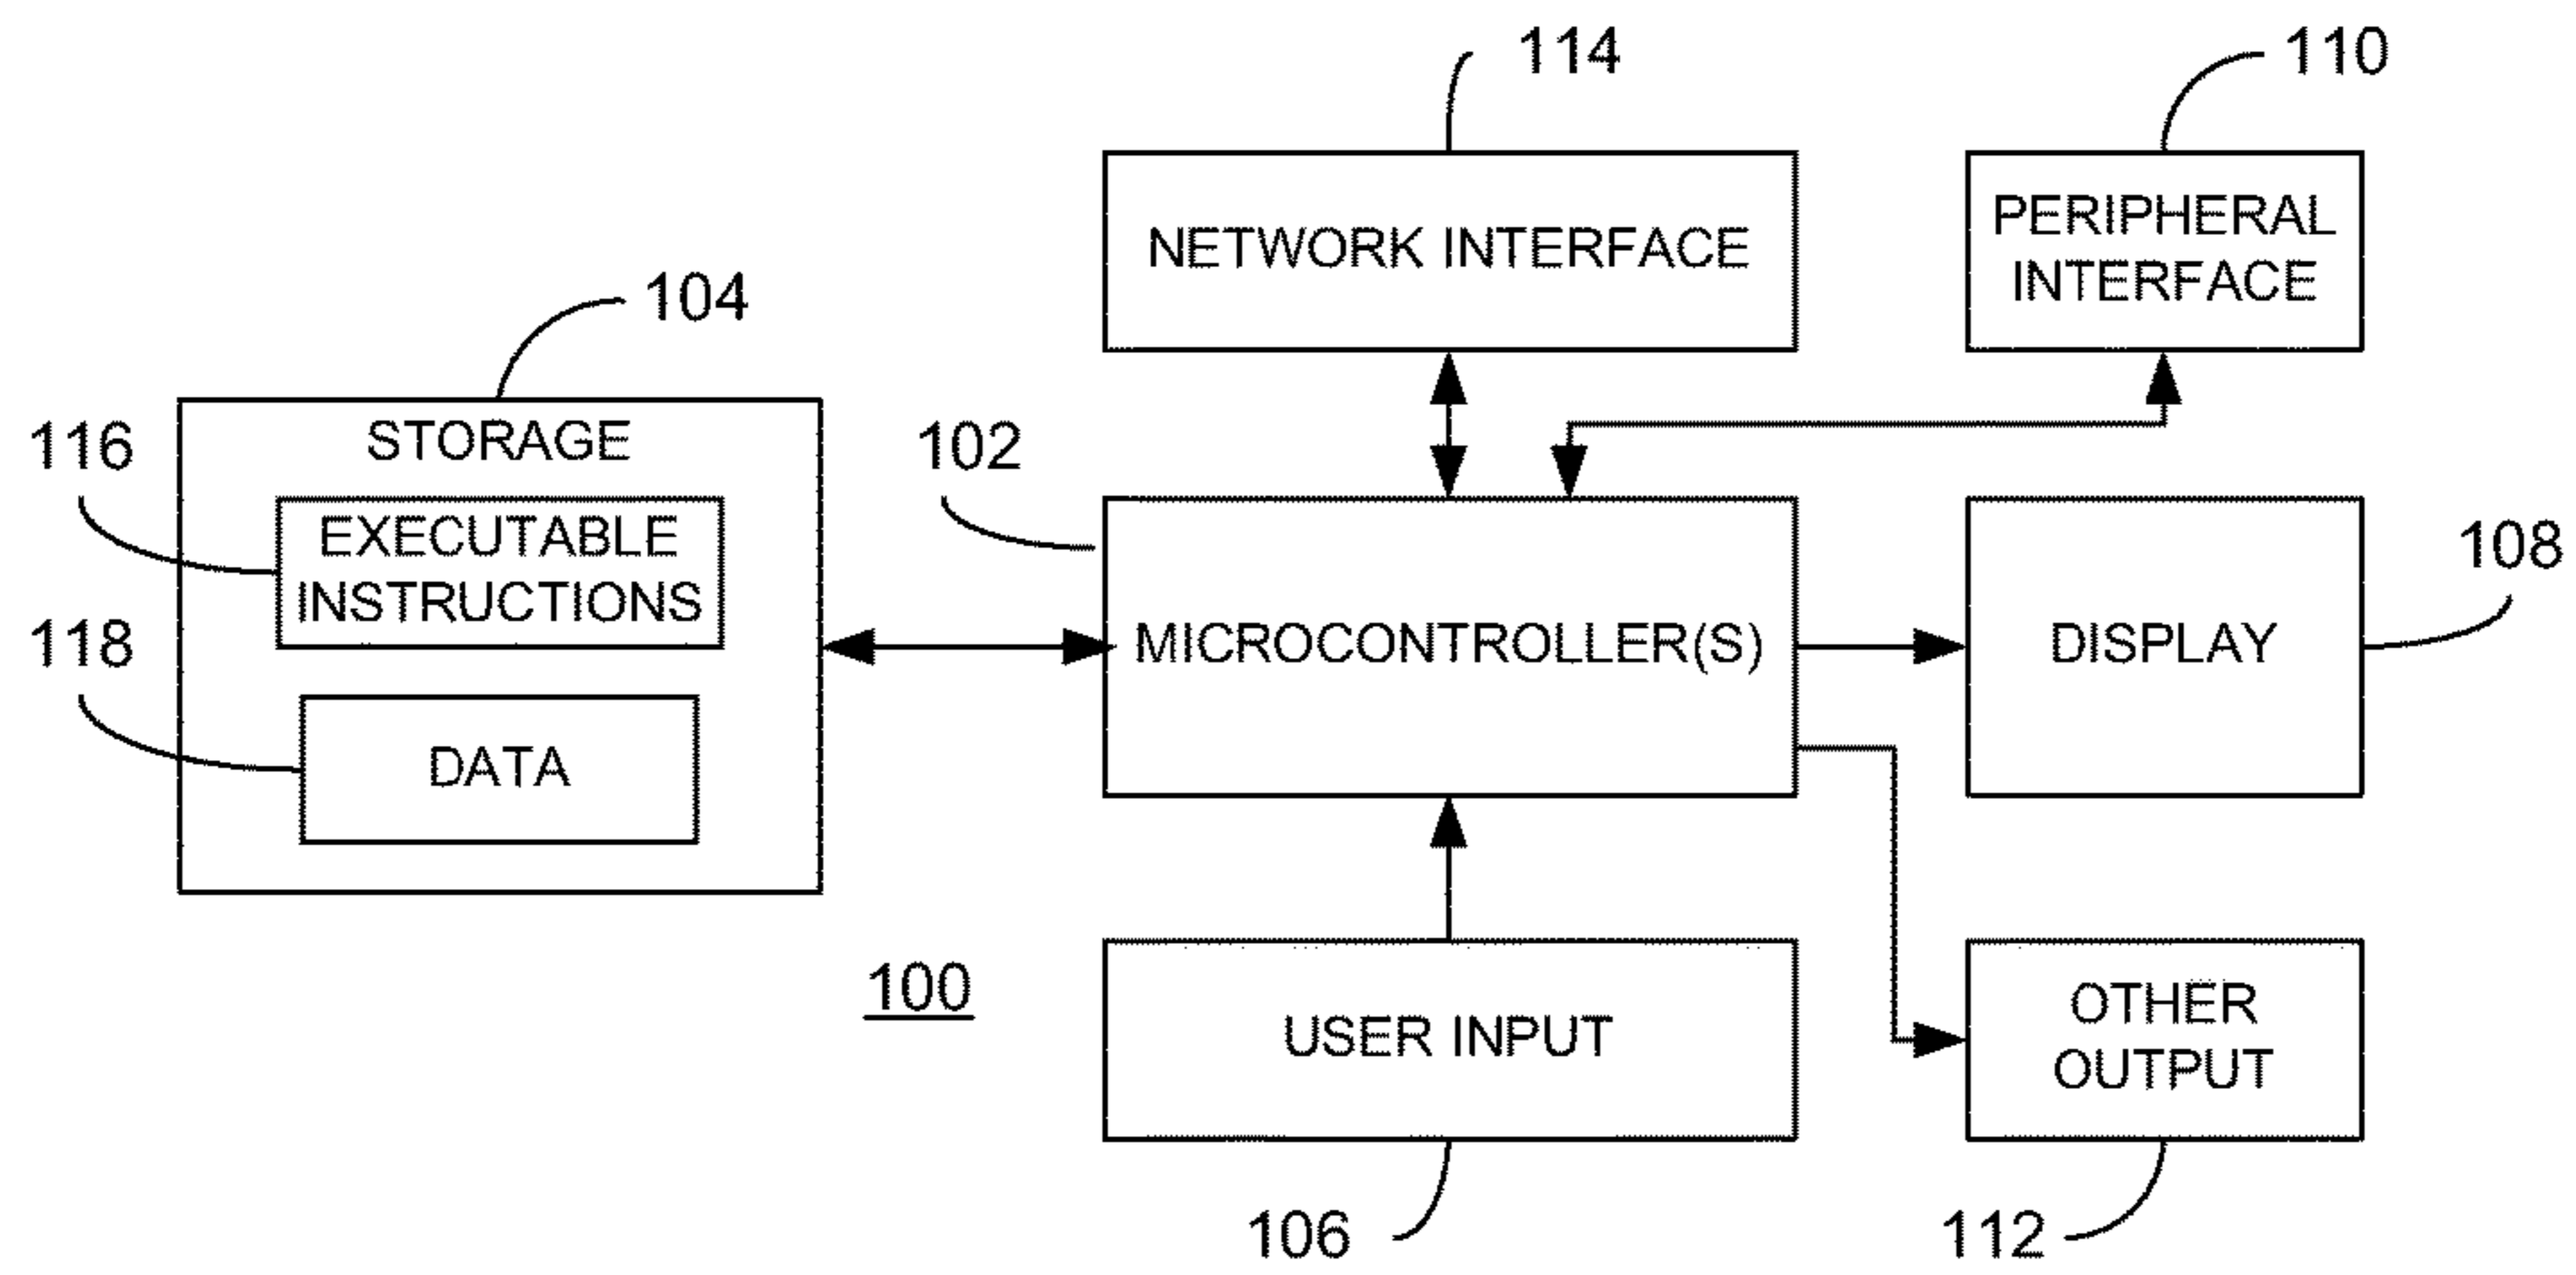 114
110
NETWORK INTERFACE
PERIPHERAL
INTERFACE
104
STORAGE
116
EXECUTABLE
INSTRUCTIONS
118
DATA
102
MICROCONTROLLER(S)
DISPLAY
108
100
USER INPUT
OTHER
OUTPUT
106
112